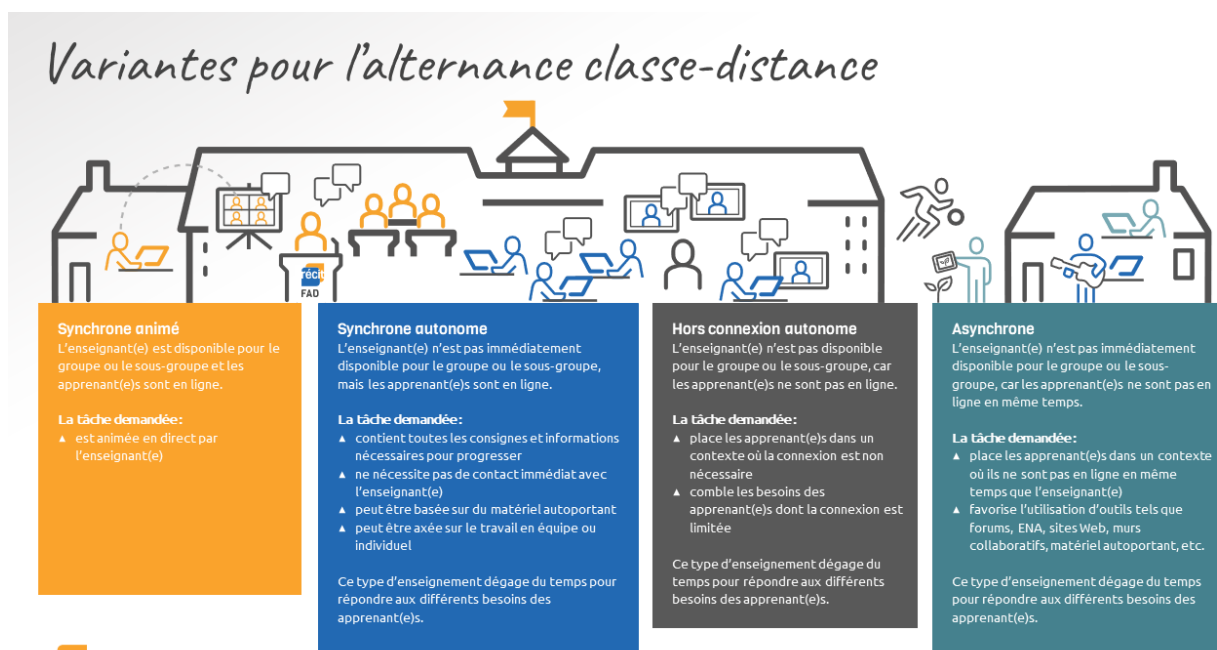 Variantes pour l'alternance classe-distance
récit
FAD
Synchrone animé
L'enseignant(e) est disponible pour le
groupe ou le sous-groupe et les
apprenant(e)s sont en ligne.
La tâche demandée:
▲ est animée en direct par
l'enseignant(e)
Synchrone autonome
L'enseignant(e) n'est pas immédiatement
disponible pour le groupe ou le sous-groupe,
mais les apprenant(e)s sont en ligne.
La tâche demandée:
▲ contient toutes les consignes et informations
nécessaires pour progresser
▲ ne nécessite pas de contact immédiat avec
l'enseignant(e)
▲ peut être basée sur du matériel autoportant
▲ peut être axée sur le travail en équipe ou
individuel
Ce type d'enseignement dégage du temps pour
répondre aux différents besoins des
apprenant(e)s.
Hors connexion autonome
L'enseignant(e) n'est pas disponible
pour le groupe ou le sous-groupe, car
les apprenant(e)s ne sont pas en ligne.
La tâche demandée:
▲ place les apprenant(e)s dans un
contexte où la connexion est non
nécessaire
▲ comble les besoins des
apprenant(e)s dont la connexion est
limitée
Ce type d'enseignement dégage du
temps pour répondre aux différents
besoins des apprenant(e)s.
Asynchrone
L'enseignant(e) n'est pas immédiatement
disponible pour le groupe ou le sous-
groupe, car les apprenant(e)s ne sont pas en
ligne en même temps.
La tâche demandée:
▲ place les apprenant(e)s dans un contexte
où ils ne sont pas en ligne en même
temps que l'enseignant(e)
▲ favorise l'utilisation d'outils tels que
forums, ENA, sites Web, murs
collaboratifs, matériel autoportant, etc.
Ce type d'enseignement dégage du temps
pour répondre aux différents besoins des
apprenant(e)s.